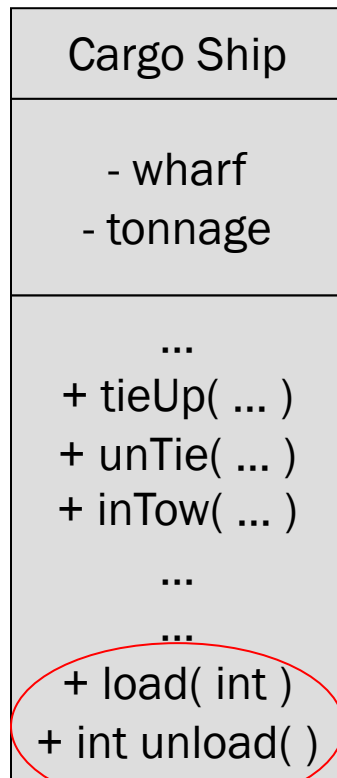 Cargo Ship
- wharf
- tonnage
...
+ tieUp( ... )
+ unTie( ... )
+ inTow( ... )
...
...
+ load( int )
+ int unload( )